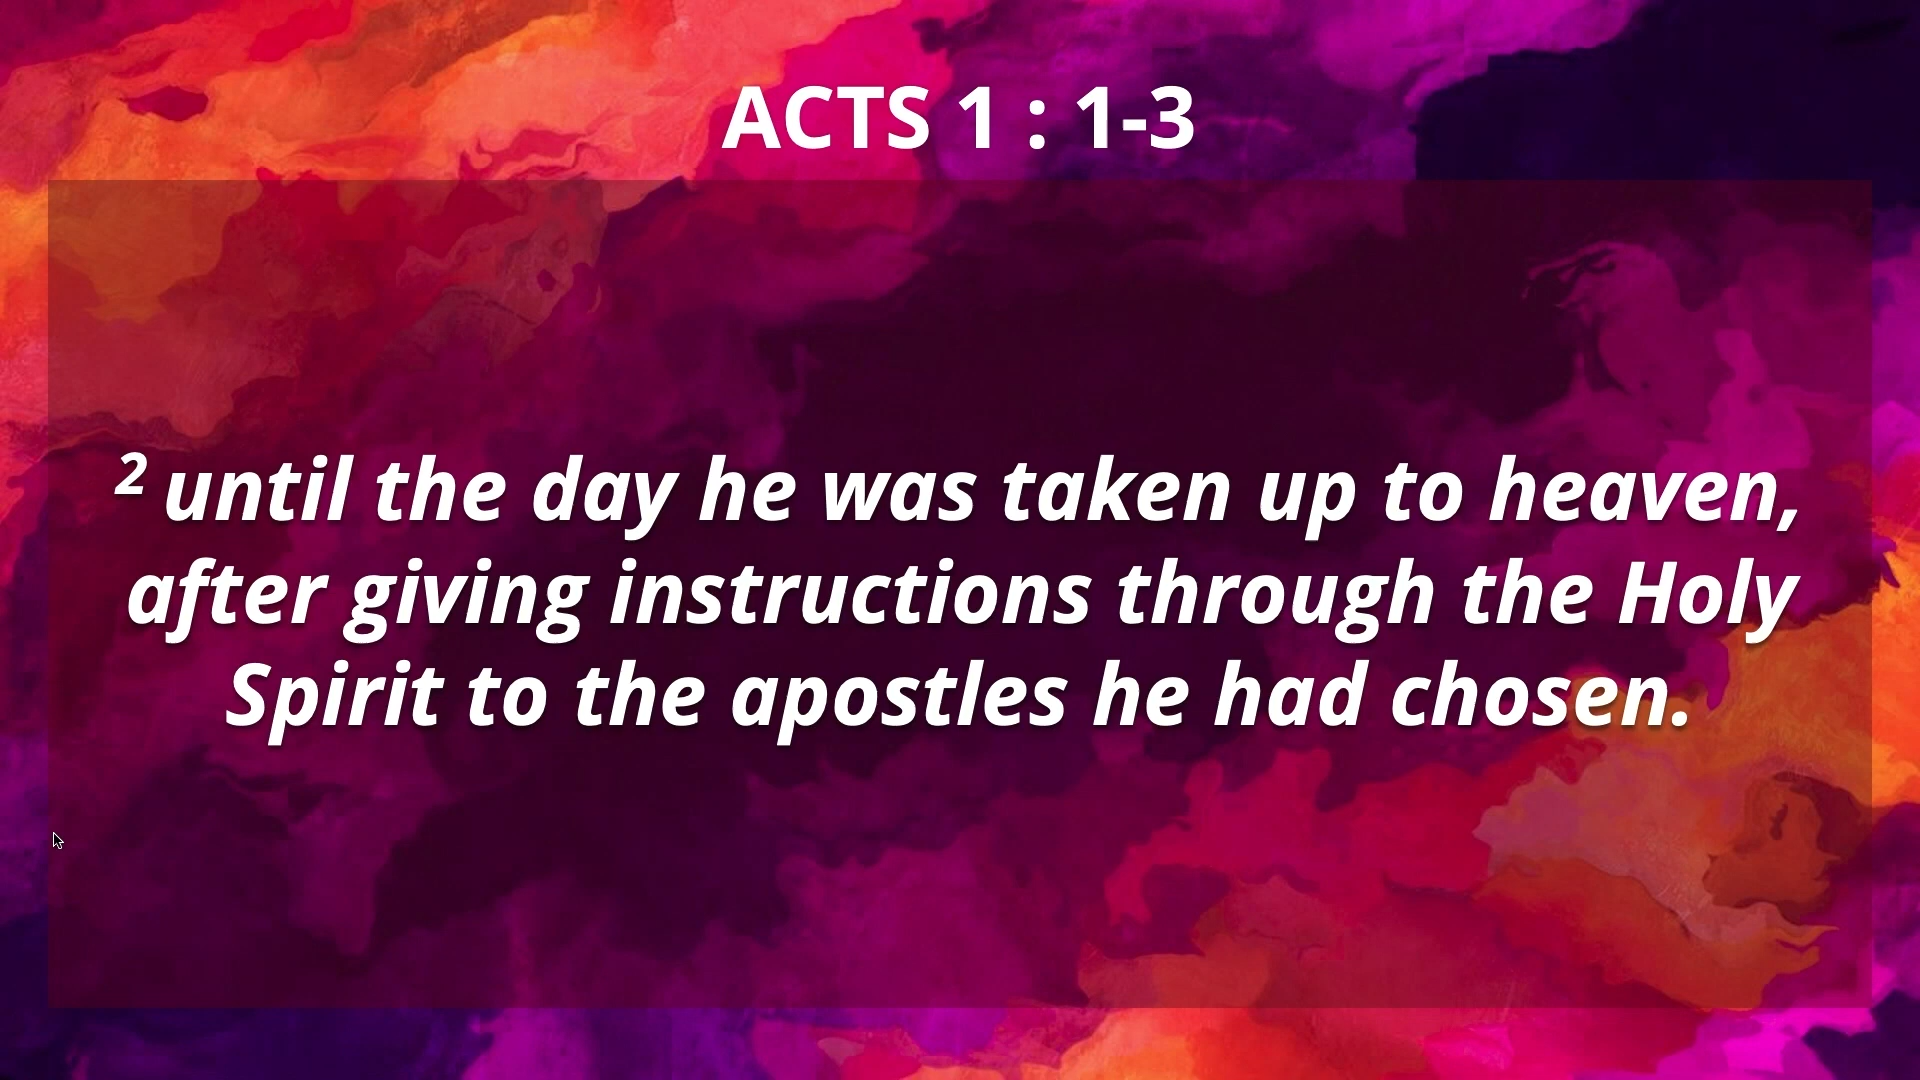 ACTS 1 : 1-3
² until the day he was taken up to heaven,
after giving instructions through the Holy
Spirit to the apostles he had chosen.